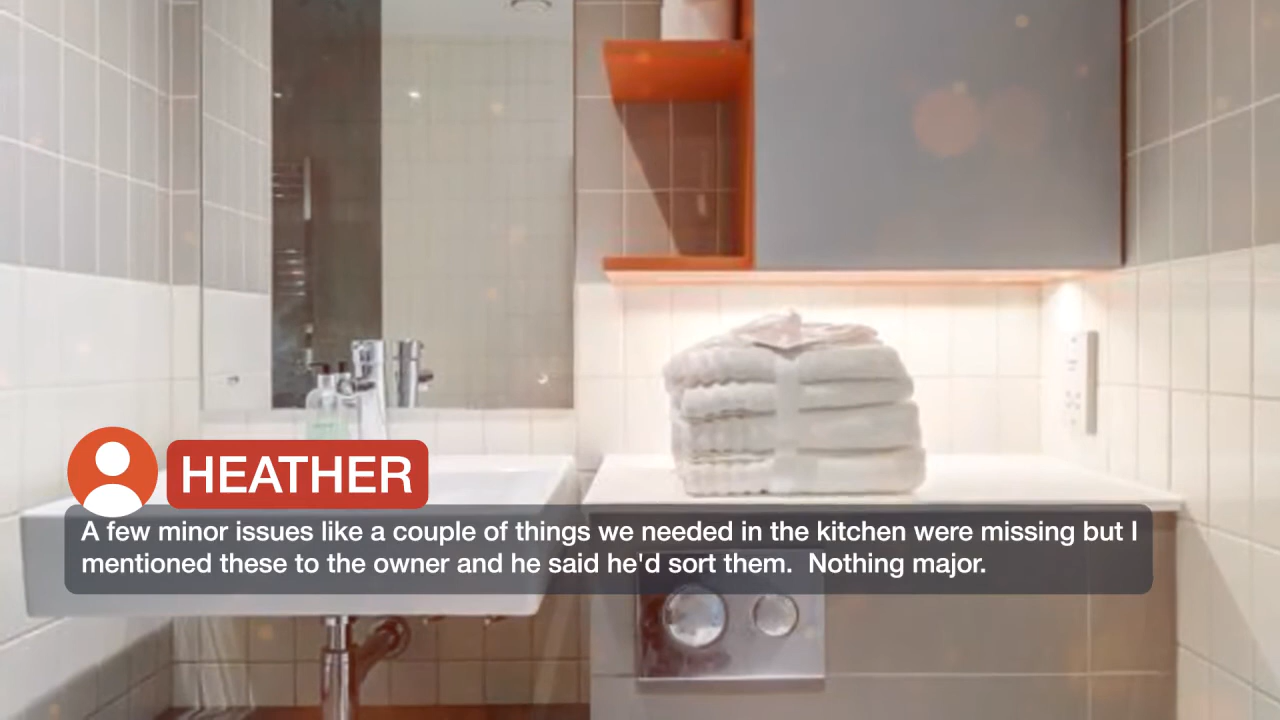 HEATHER
A few minor issues like a couple of things we needed in the kitchen were missing but I
mentioned these to the owner and he said he'd sort them.  Nothing major.